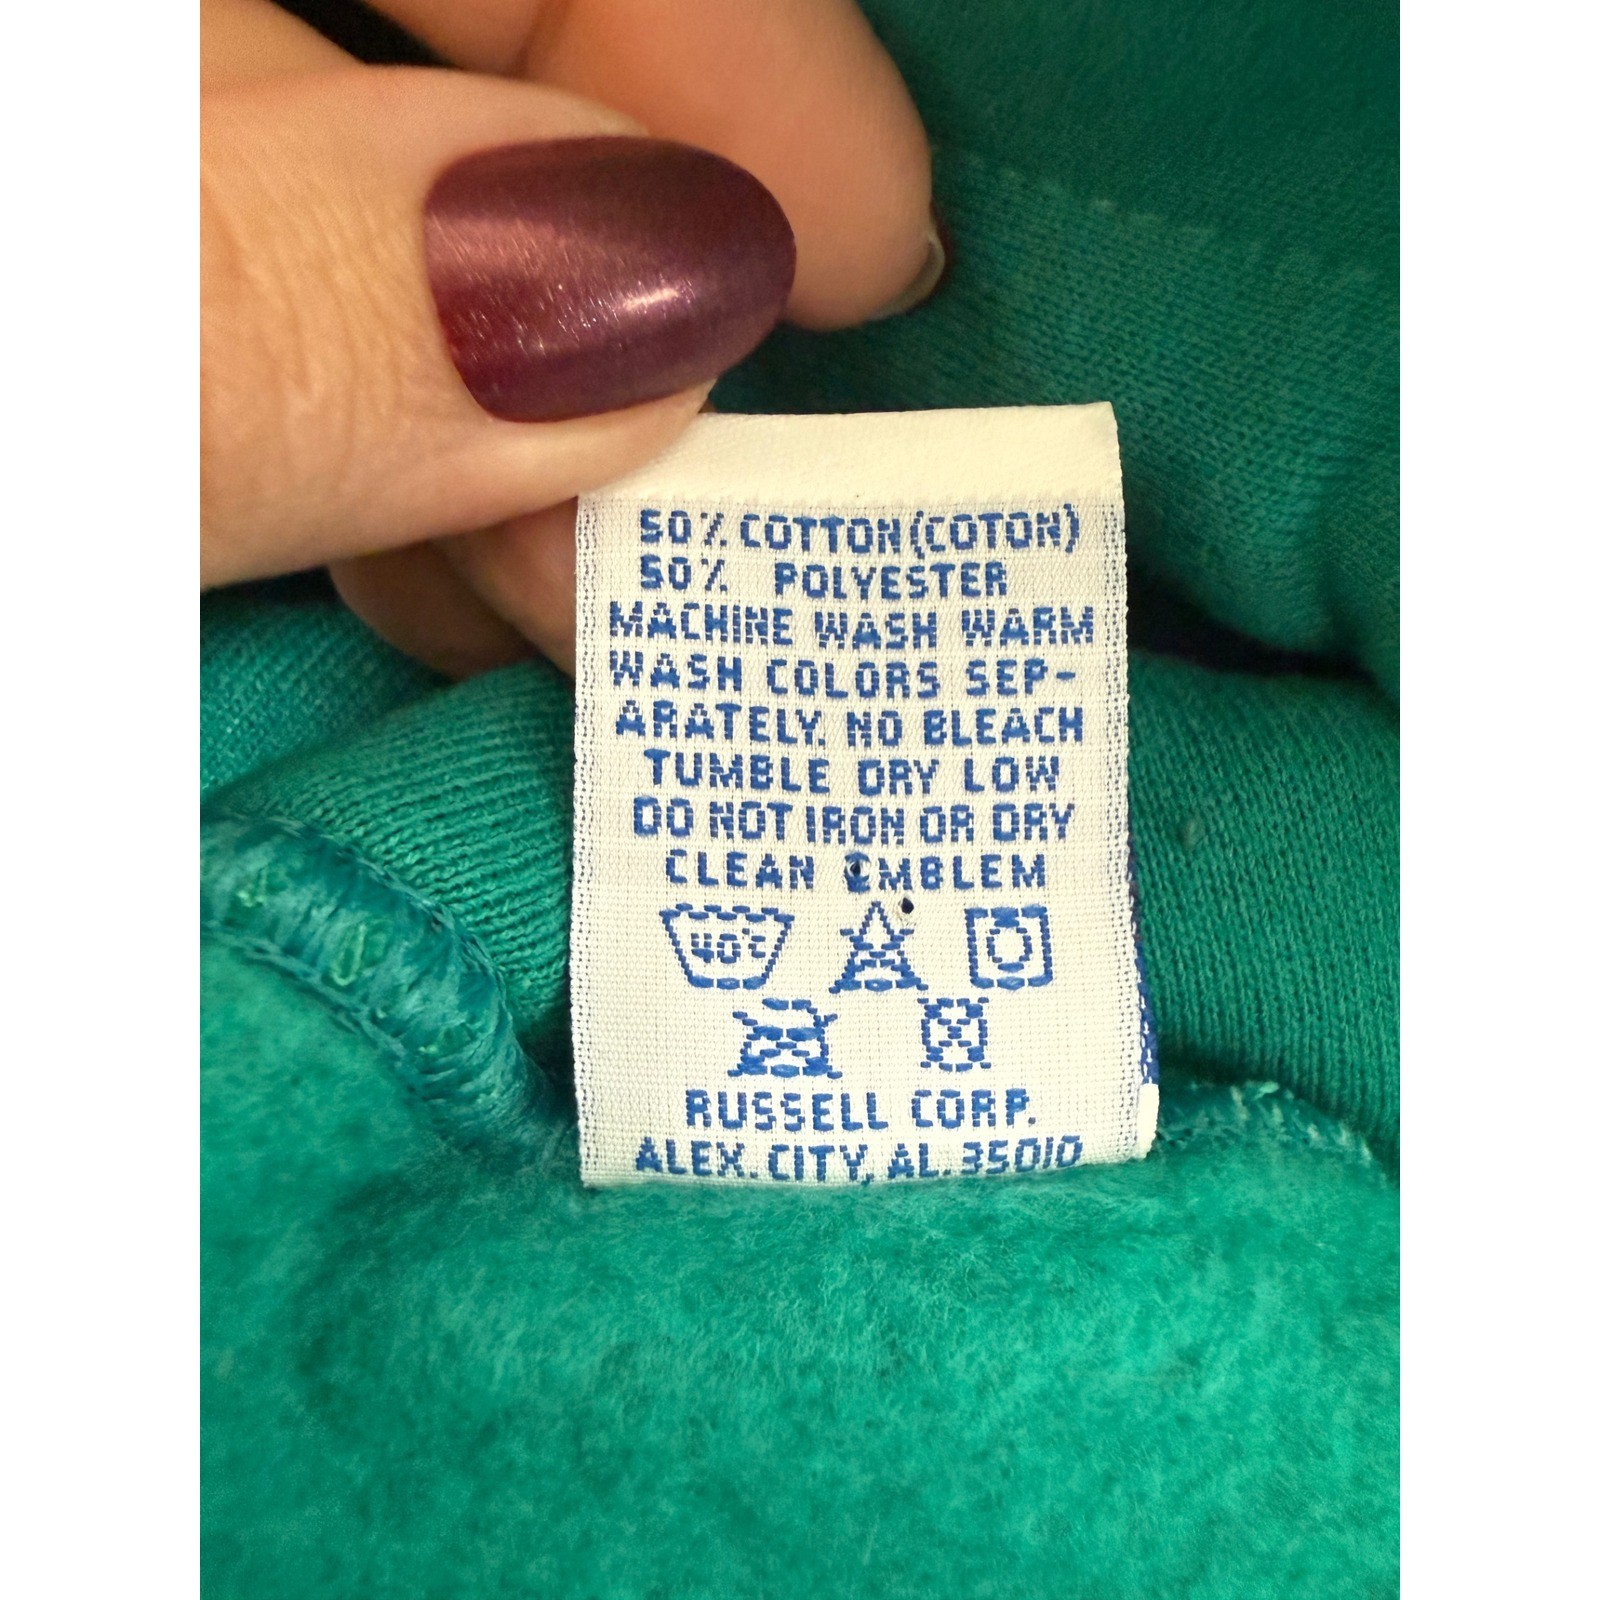 50% COTTON (COTON)
50% POLYESTER
MACHINE WASH WARM
WASH COLORS SEP-
ARATELY. NO BLEACH
TUMBLE DRY LOW
DO NOT IRON OR DRY
CLEAN EMBLEM
40°C
RUSSELL CORP.
ALEX. CITY, AL. 35010